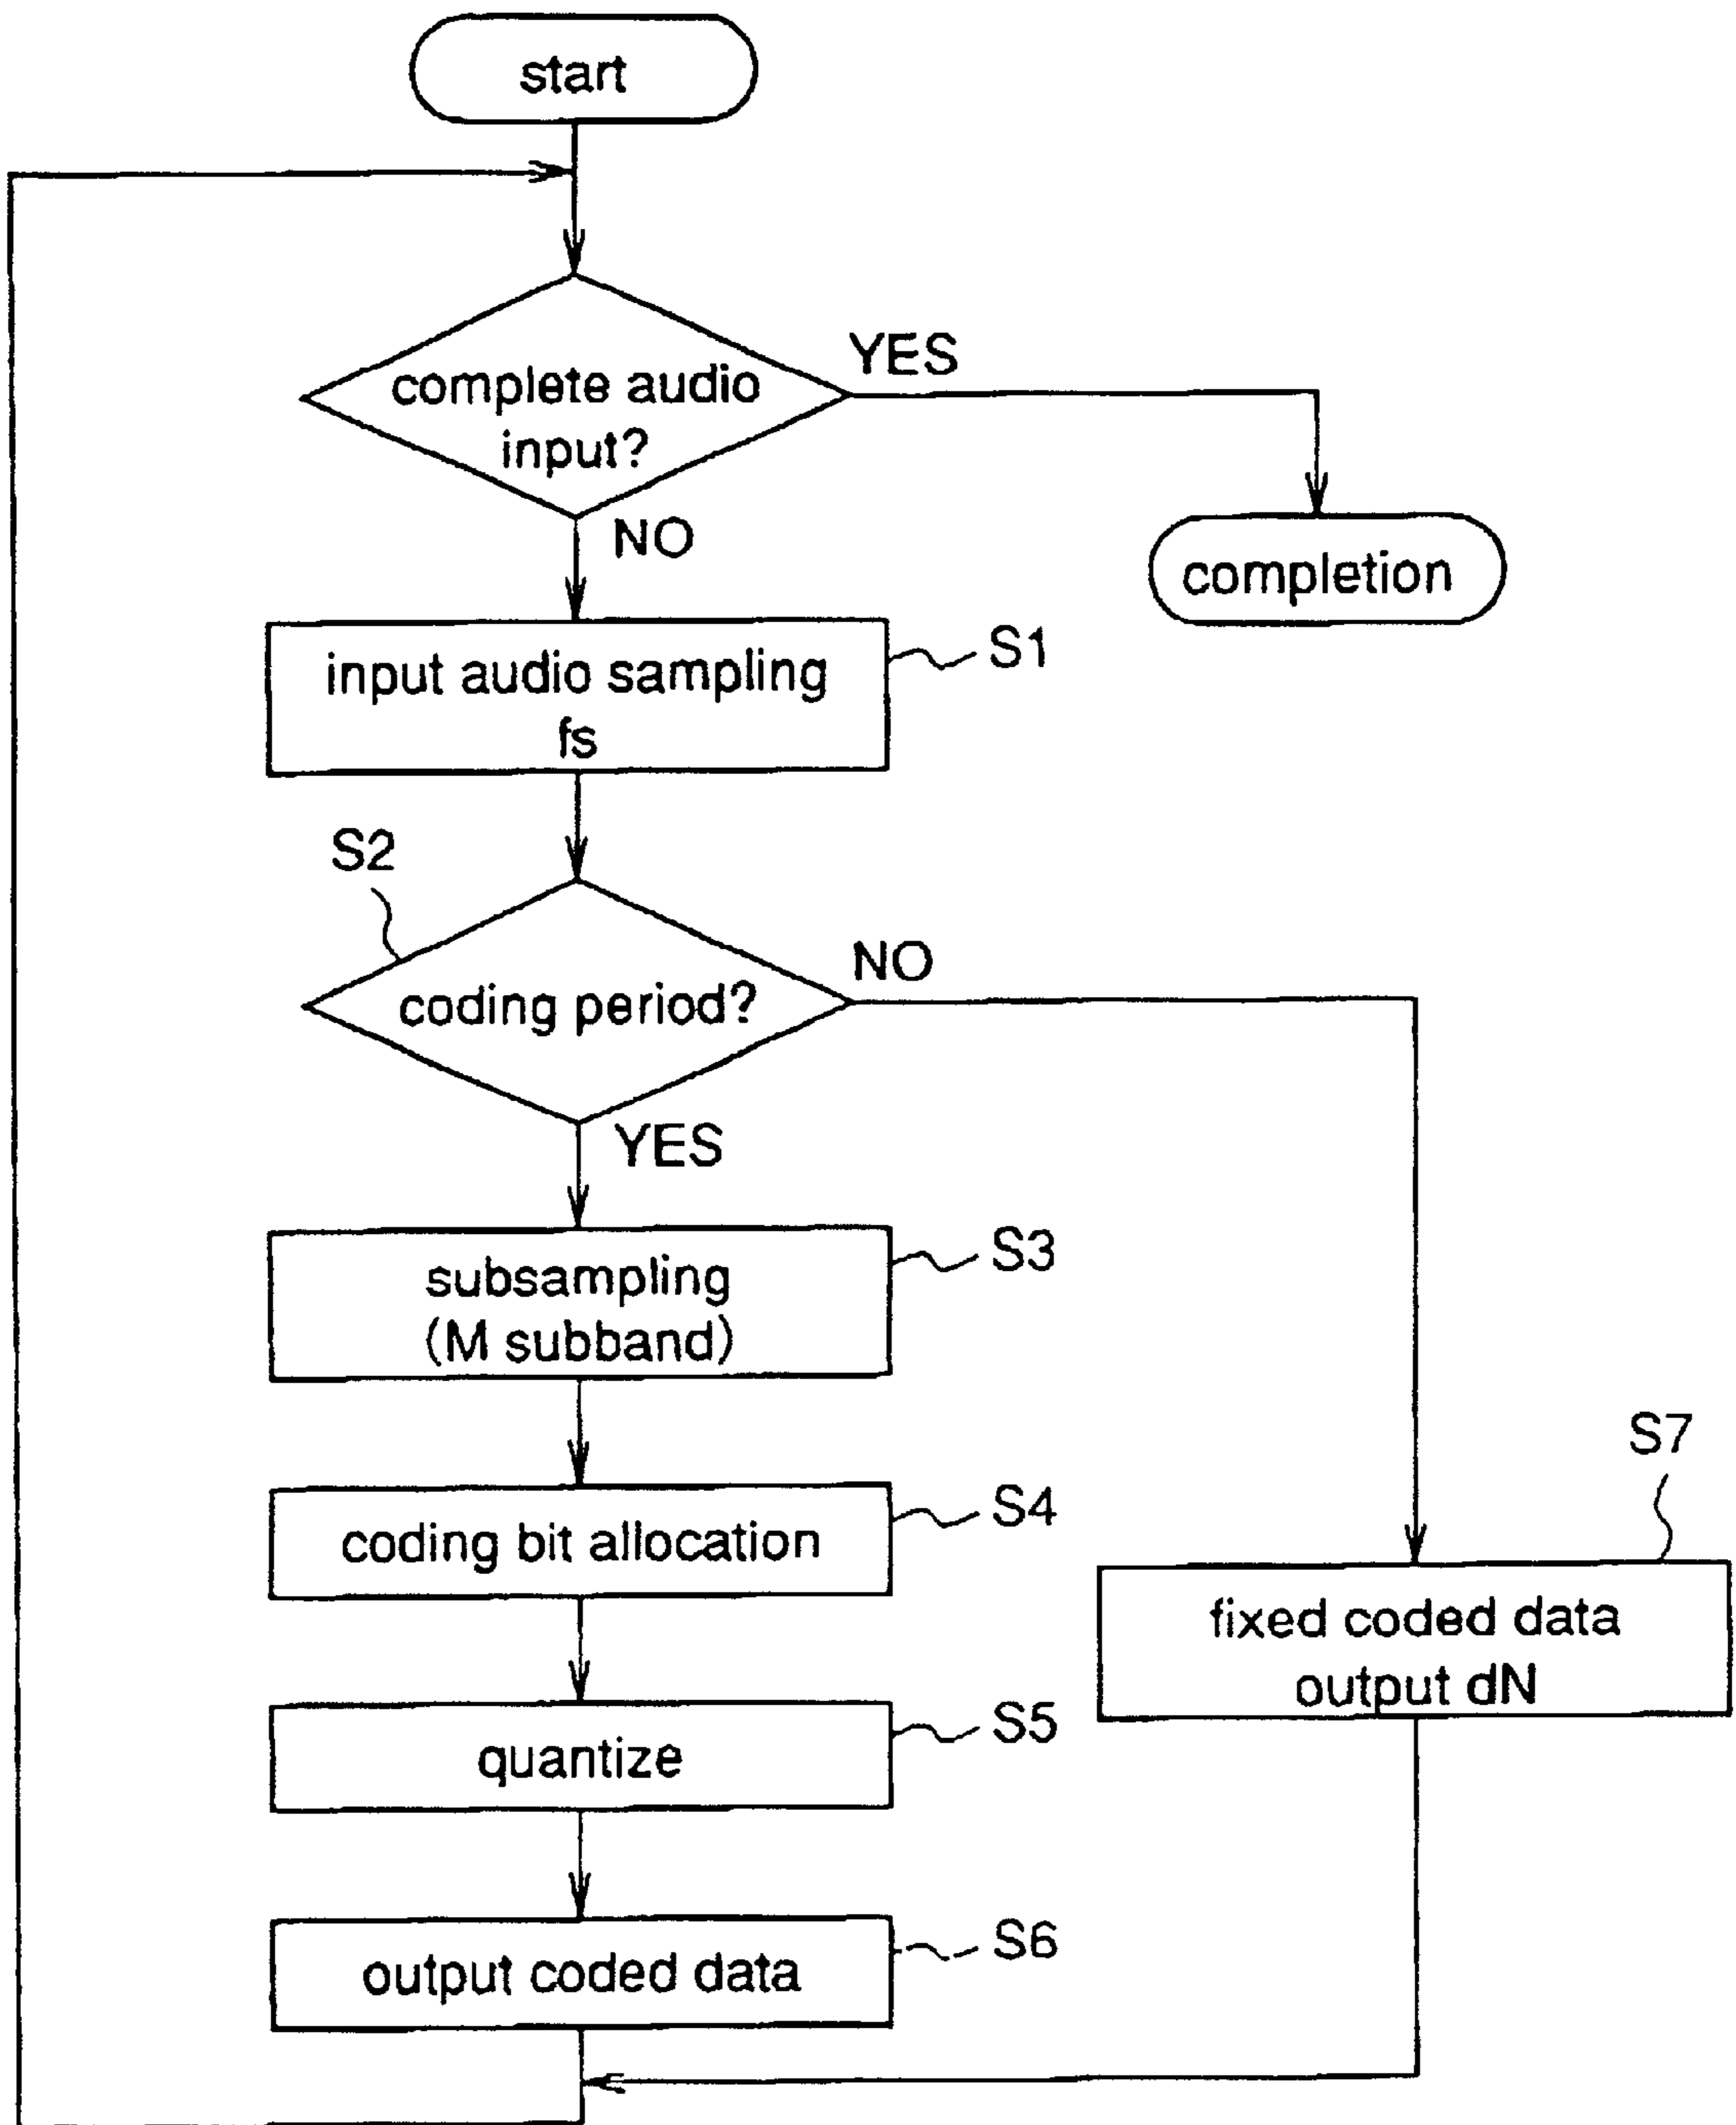 start
YES
complete audio
input?
NO
completion
S1
input audio sampling
fs
S2
NO
coding period?
YES
S3
subsampling
(M subband)
S7
S4
coding bit allocation
fixed coded data
output dN
S5
quantize
S6
output coded data